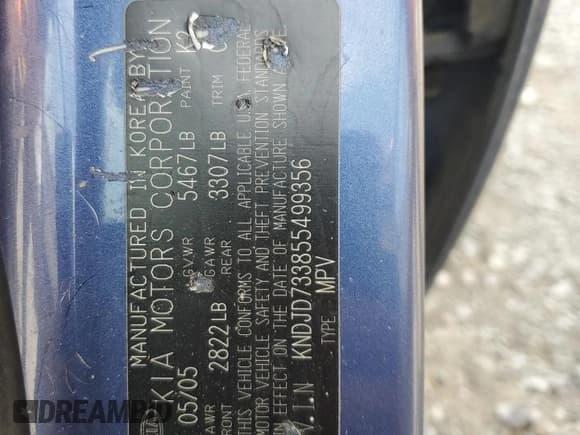 MANUFACTURED IN KOREA BY
KIA MOTORS CORPORATION
05/05 GVWR 5467LB PAINT K2
GAWR FRONT 2822LB GAWR REAR 3307LB TRIM
THIS VEHICLE CONFORMS TO ALL APPLICABLE U.S.A. FEDERAL
MOTOR VEHICLE SAFETY AND THEFT PREVENTION STANDARDS
IN EFFECT ON THE DATE OF MANUFACTURE SHOWN ABOVE.
V.I.N KNDJD733855499356
TYPE MPV
DREAMBID